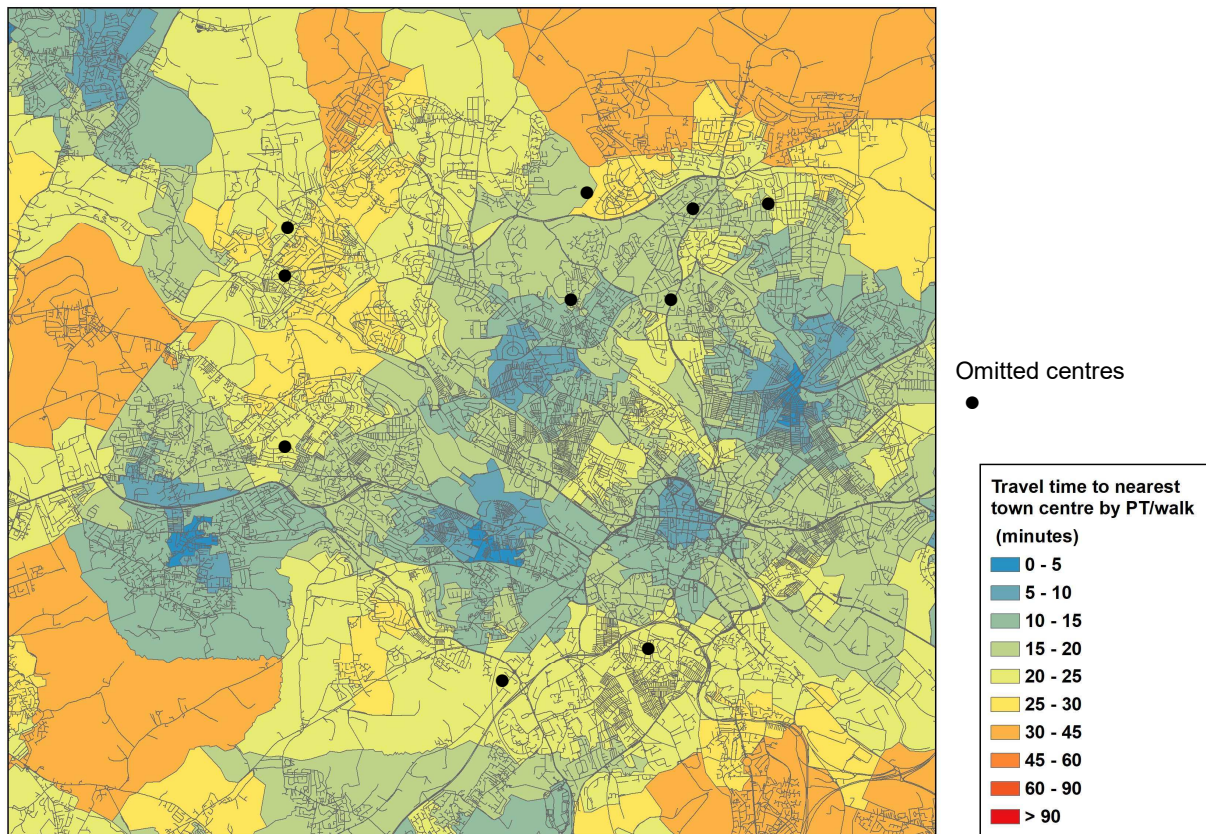 Omitted centres
Travel time to nearest
town centre by PT/walk
(minutes)
0 - 5
5 - 10
10 - 15
15 - 20
20 - 25
25 - 30
30 - 45
45 - 60
60 - 90
> 90